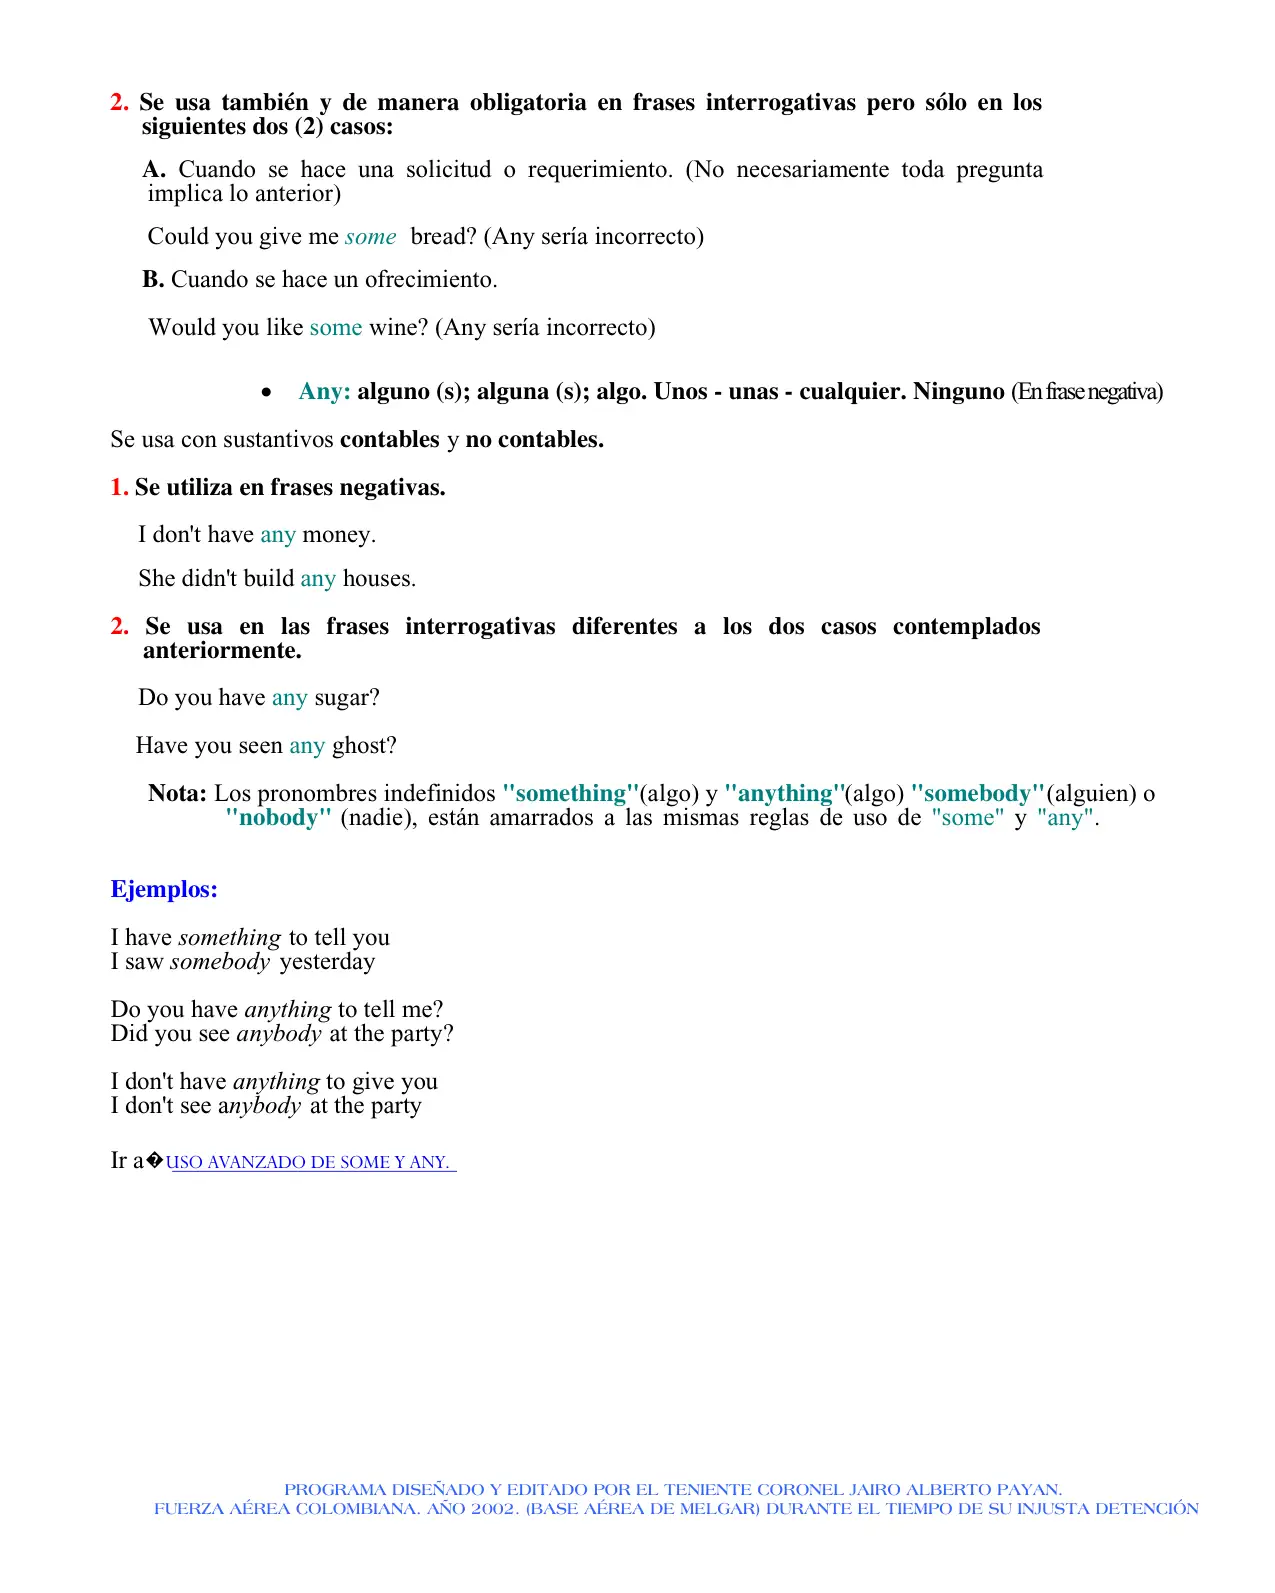 2. Se usa también y de manera obligatoria en frases interrogativas pero sólo en los
siguientes dos (2) casos:
A. Cuando se hace una solicitud o requerimiento. (No necesariamente toda pregunta
implica lo anterior)
Could you give me some bread? (Any sería incorrecto)
B. Cuando se hace un ofrecimiento.
Would you like some wine? (Any sería incorrecto)
• Any: alguno (s); alguna (s); algo. Unos - unas - cualquier. Ninguno (En frase negativa)
Se usa con sustantivos contables y no contables.
1. Se utiliza en frases negativas.
I don't have any money.
She didn't build any houses.
2. Se usa en las frases interrogativas diferentes a los dos casos contemplados
anteriormente.
Do you have any sugar?
Have you seen any ghost?
Nota: Los pronombres indefinidos "something"(algo) y "anything"(algo) "somebody"(alguien) o
"nobody" (nadie), están amarrados a las mismas reglas de uso de "some" y "any".
Ejemplos:
I have something to tell you
I saw somebody yesterday
Do you have anything to tell me?
Did you see anybody at the party?
I don't have anything to give you
I don't see anybody at the party
Ir a�USO AVANZADO DE SOME Y ANY.
PROGRAMA DISEÑADO Y EDITADO POR EL TENIENTE CORONEL JAIRO ALBERTO PAYAN.
FUERZA AÉREA COLOMBIANA. AÑO 2002. (BASE AÉREA DE MELGAR) DURANTE EL TIEMPO DE SU INJUSTA DETENCIÓN